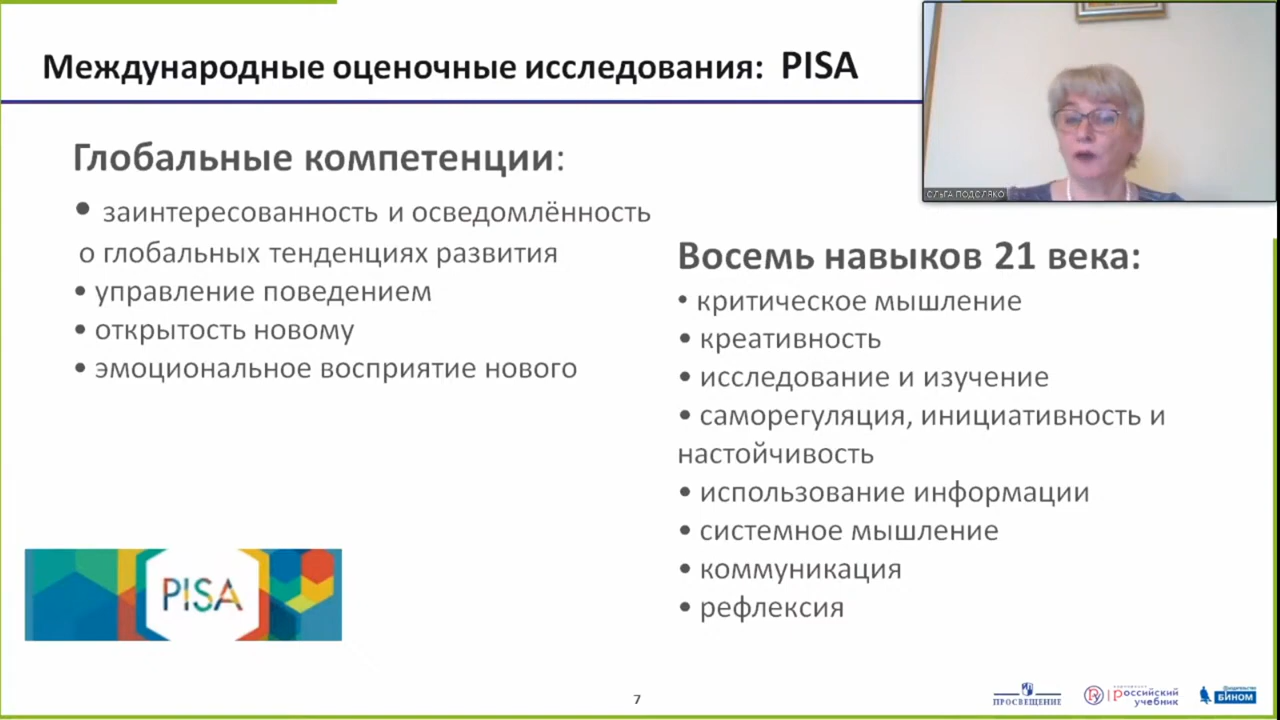 Международные оценочные исследования: PISA
Глобальные компетенции:
• заинтересованность и осведомлённость
о глобальных тенденциях развития
• управление поведением
• открытость новому
• эмоциональное восприятие нового
Восемь навыков 21 века:
• критическое мышление
• креативность
• исследование и изучение
• саморегуляция, инициативность и
настойчивость
• использование информации
• системное мышление
• коммуникация
• рефлексия
PISA
7
ПРОСВЕЩЕНИЕ
Российский
учебник
БИНОМ